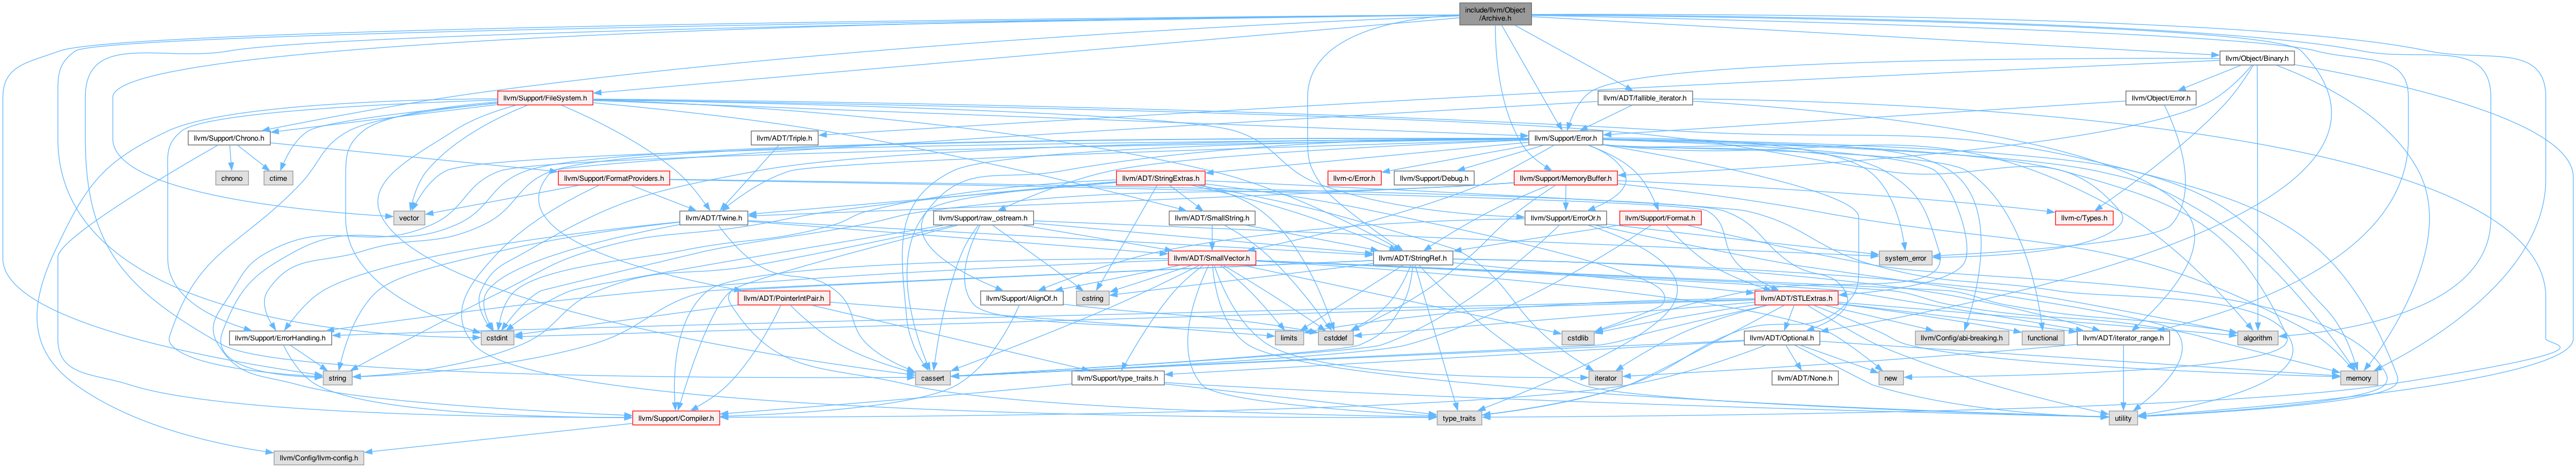 include/llvm/Object
/Archive.h
llvm/Object/Binary.h
llvm/Support/FileSystem.h
llvm/ADT/fallible_iterator.h
llvm/Object/Error.h
llvm/Support/Chrono.h
llvm/ADT/Triple.h
llvm/Support/Error.h
chrono
ctime
llvm/Support/FormatProviders.h
llvm/ADT/StringExtras.h
llvm-c/Error.h
llvm/Support/Debug.h
llvm/Support/MemoryBuffer.h
vector
llvm/ADT/Twine.h
llvm/Support/raw_ostream.h
llvm/ADT/SmallString.h
llvm/Support/ErrorOr.h
llvm/Support/Format.h
llvm-c/Types.h
llvm/ADT/SmallVector.h
llvm/ADT/StringRef.h
system_error
llvm/ADT/PointerIntPair.h
llvm/Support/AlignOf.h
cstring
llvm/ADT/STLExtras.h
llvm/Support/ErrorHandling.h
cstdint
limits
cstddef
cstdlib
llvm/ADT/Optional.h
llvm/Config/abi-breaking.h
functional
llvm/ADT/iterator_range.h
algorithm
string
cassert
llvm/Support/type_traits.h
iterator
llvm/ADT/None.h
new
memory
llvm/Support/Compiler.h
type_traits
utility
llvm/Config/llvm-config.h